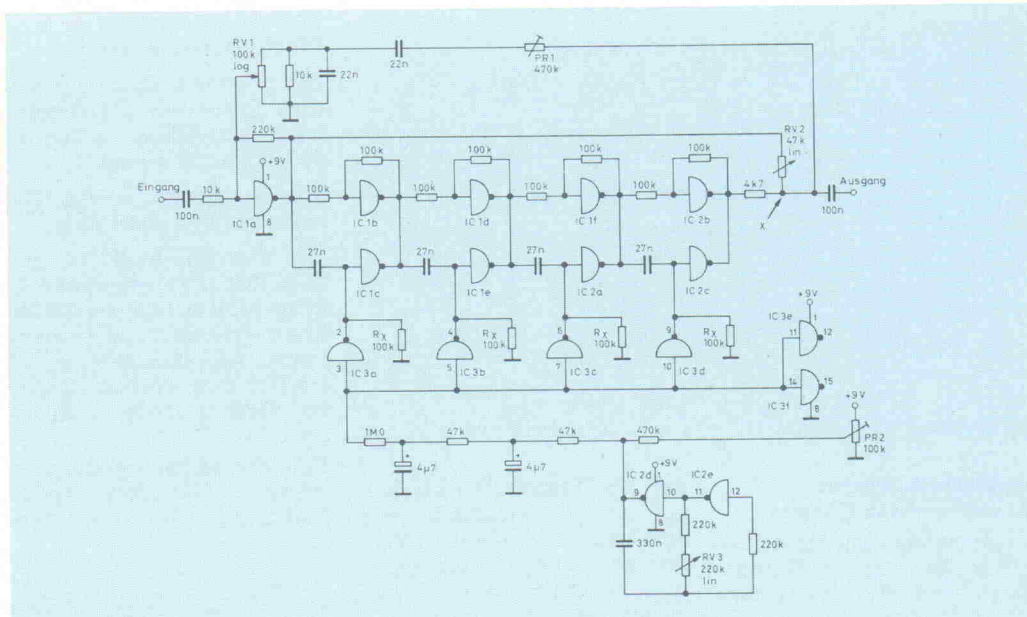 RV1
100k
log
10k
22n
22n
PR1
470k
220k
RV2
47k
lin
+9V
1
100k
100k
100k
100k
Eingang
10k
100k
100k
100k
100k
4k7
Ausgang
100n
8
IC1a
IC1b
IC1d
IC1f
IC2b
X
100n
27n
27n
27n
27n
IC1c
IC1e
IC2a
IC2c
+9V
IC3e
1
11
12
2
RX
100k
4
RX
100k
6
RX
100k
9
RX
100k
3
IC3a
5
IC3b
7
IC3c
10
IC3d
14
15
IC3f
8
+9V
1M0
47k
47k
470k
PR2
100k
+
4µ7
+
4µ7
+9V
IC2d
1
IC2e
9
10
11
12
8
330n
220k
RV3
220k
lin
220k